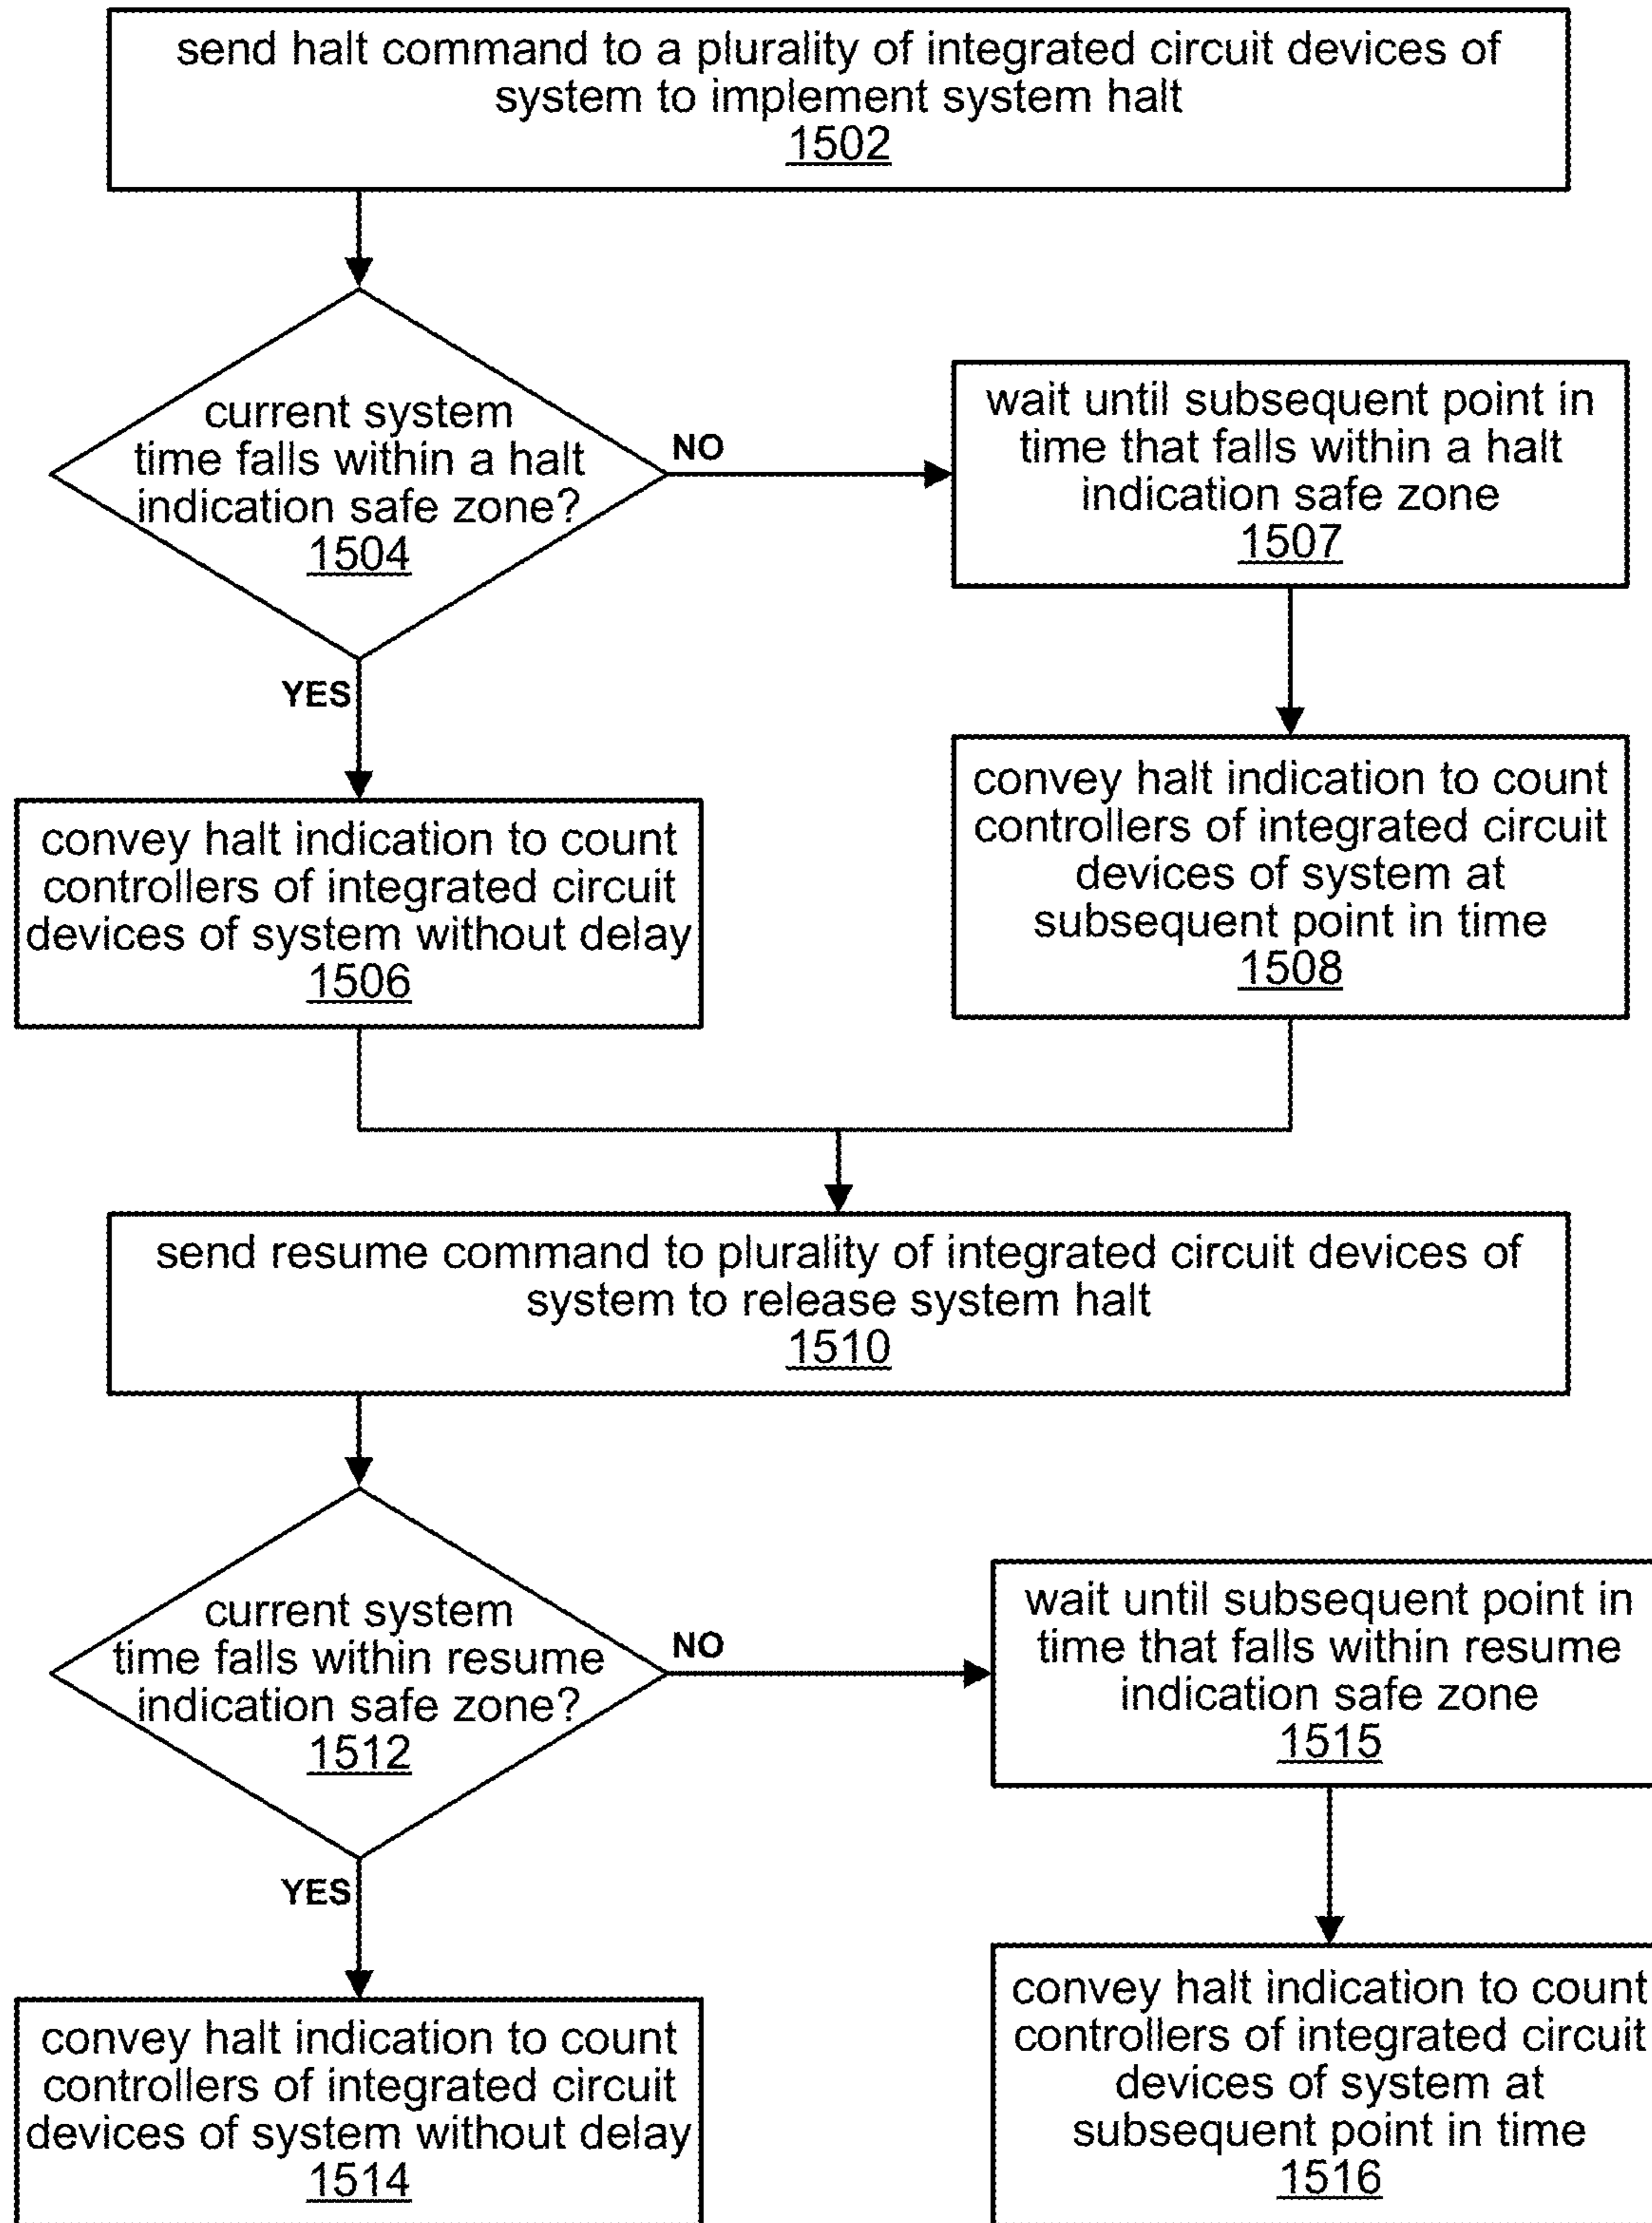 send halt command to a plurality of integrated circuit devices of
system to implement system halt
1502
current system
time falls within a halt
indication safe zone?
1504
NO
wait until subsequent point in
time that falls within a halt
indication safe zone
1507
YES
convey halt indication to count
controllers of integrated circuit
devices of system without delay
1506
convey halt indication to count
controllers of integrated circuit
devices of system at
subsequent point in time
1508
send resume command to plurality of integrated circuit devices of
system to release system halt
1510
current system
time falls within resume
indication safe zone?
1512
NO
wait until subsequent point in
time that falls within resume
indication safe zone
1515
YES
convey halt indication to count
controllers of integrated circuit
devices of system without delay
1514
convey halt indication to count
controllers of integrated circuit
devices of system at
subsequent point in time
1516